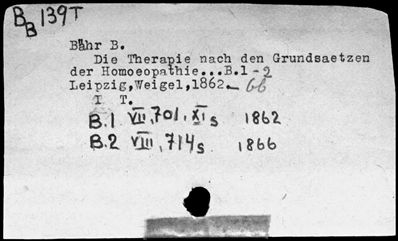 B B 139T
Bähr B.
Die Therapie nach den Grundsaetzen
der Homoeopathie...B.1-2
Leipzig,Weigel,1862-66
I T.
B.1 VII, 701, XI s 1862
B.2 VIII, 714 s 1866